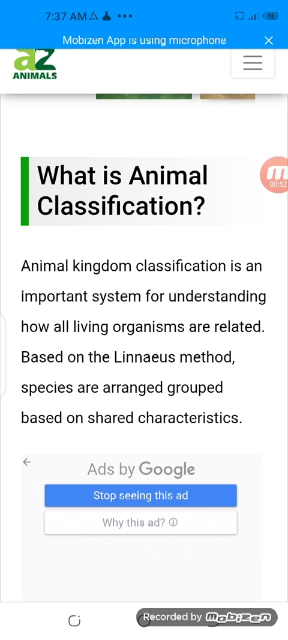 7:37 AM
Mobizen App is using microphone
az
ANIMALS
What is Animal
Classification?
00:52
Animal kingdom classification is an
important system for understanding
how all living organisms are related.
Based on the Linnaeus method,
species are arranged grouped
based on shared characteristics.
Ads by Google
Stop seeing this ad
Why this ad?
Recorded by Mobizen